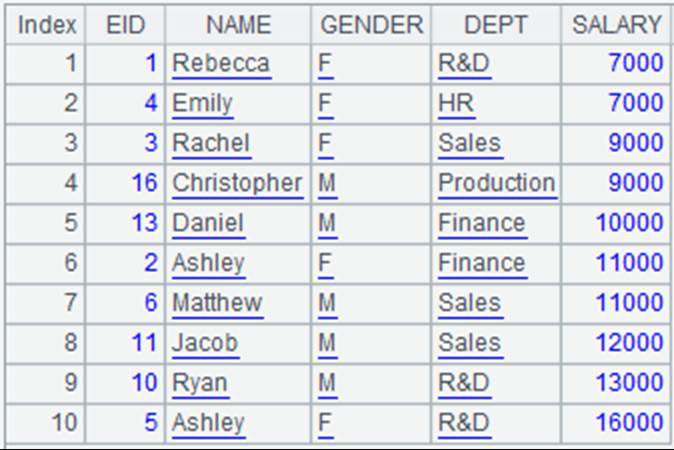 Index EID NAME GENDER DEPT SALARY
1 1 Rebecca F R&D 7000
2 4 Emily F HR 7000
3 3 Rachel F Sales 9000
4 16 Christopher M Production 9000
5 13 Daniel M Finance 10000
6 2 Ashley F Finance 11000
7 6 Matthew M Sales 11000
8 11 Jacob M Sales 12000
9 10 Ryan M R&D 13000
10 5 Ashley F R&D 16000